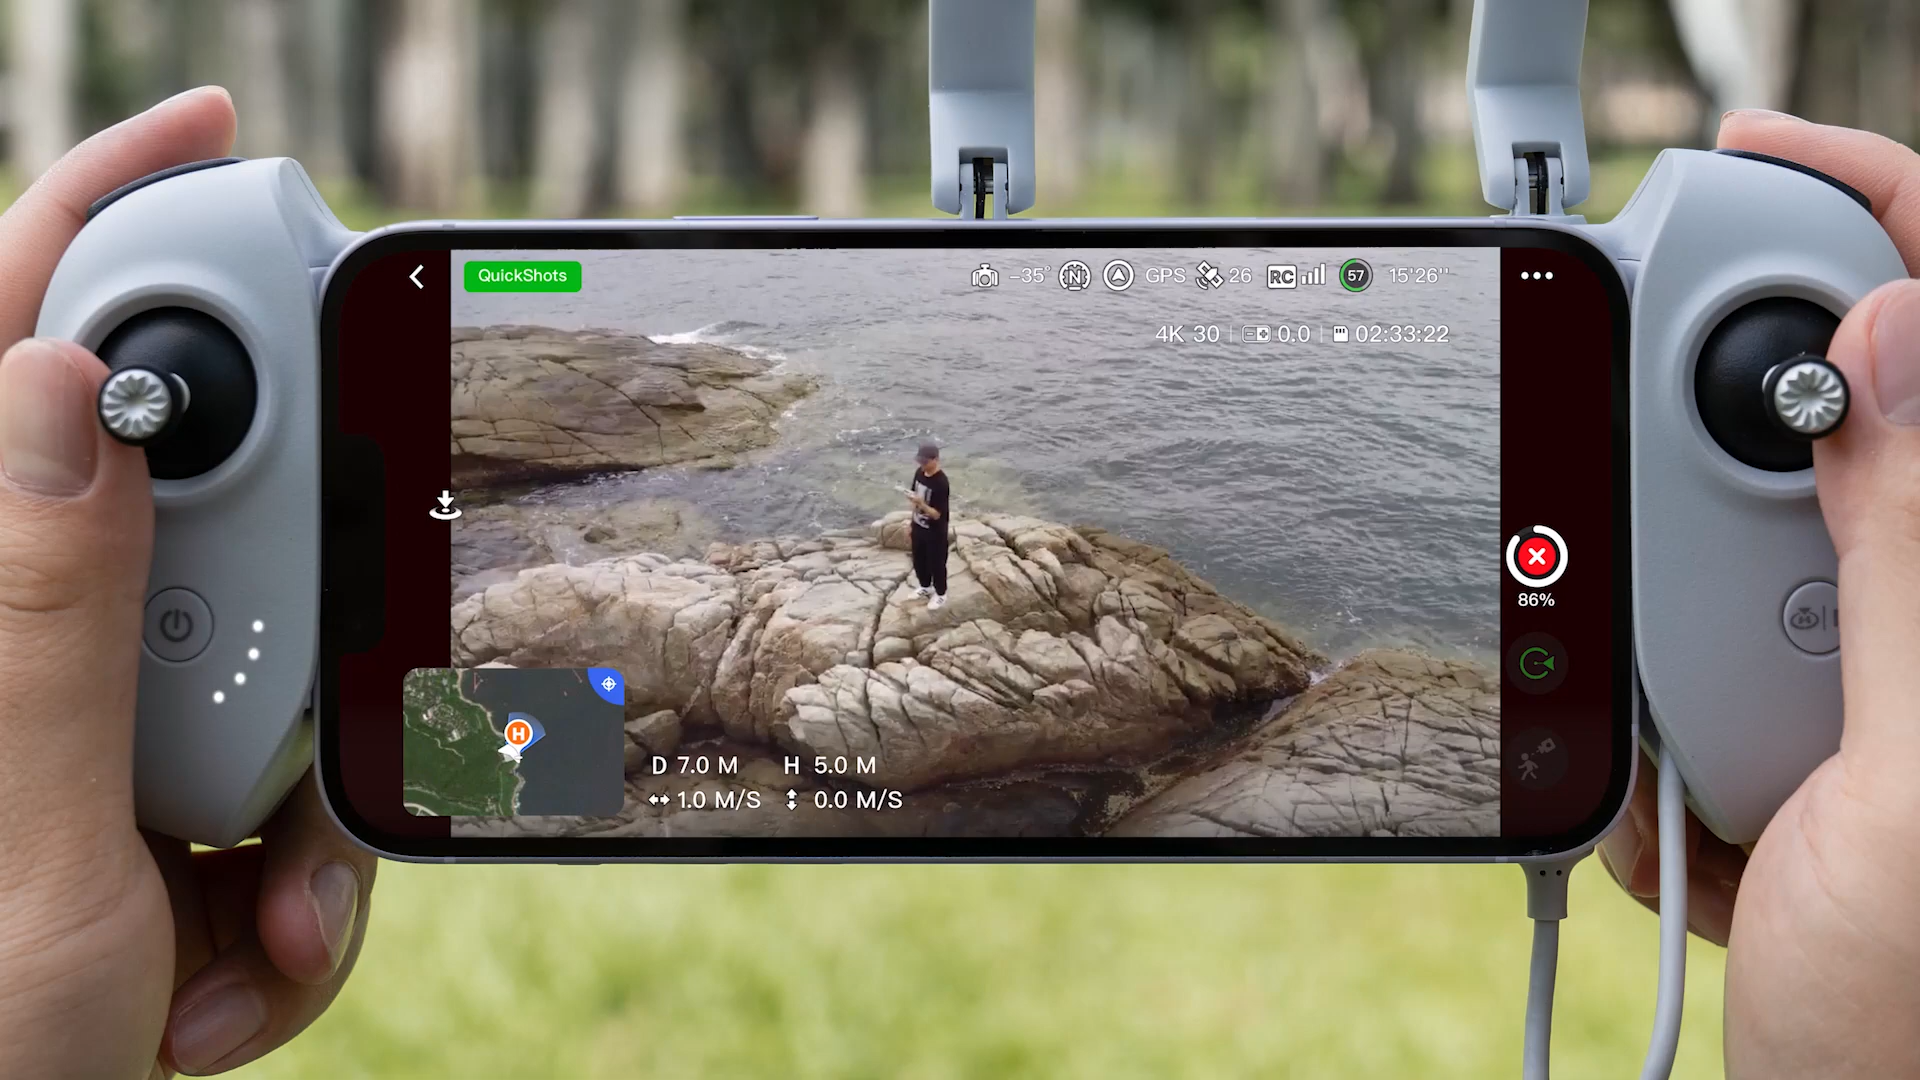 QuickShots
-35° N GPS 26 RC 57 15'26''
4K 30 0.0 02:33:22
86%
H
D 7.0 M H 5.0 M
1.0 M/S 0.0 M/S